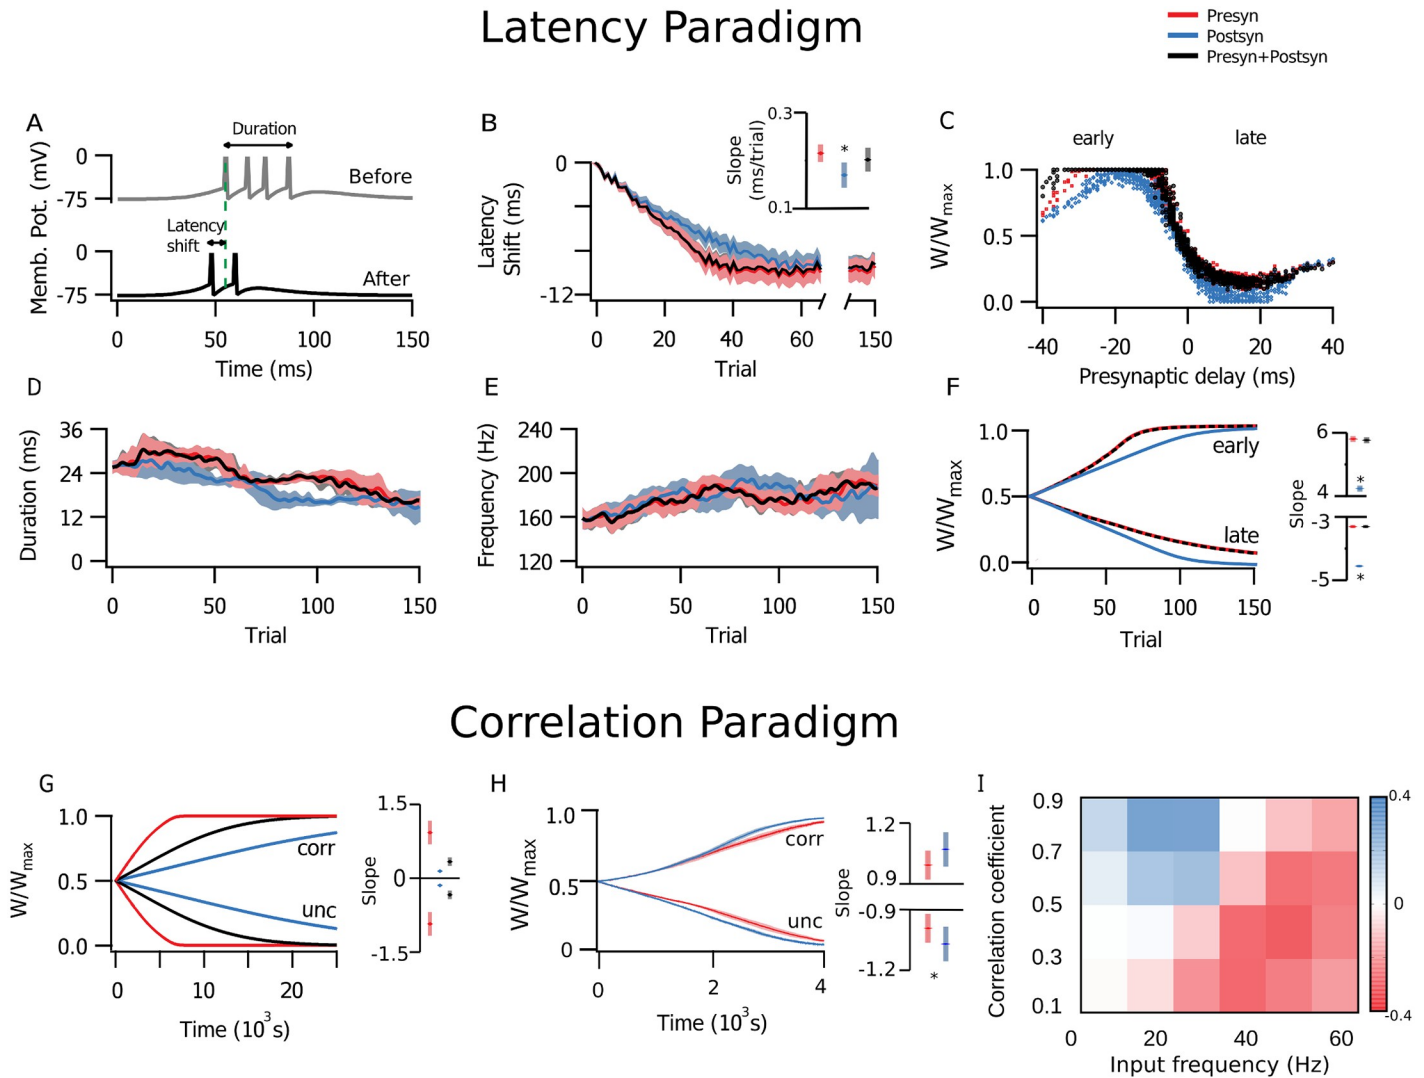 Latency Paradigm
Presyn
Postsyn
Presyn+Postsyn
A
Memb. Pot. (mV)
0
-75
0
-75
Duration
Before
Latency
shift
After
0
50
100
150
Time (ms)
B
Latency
Shift (ms)
0
-12
0
20
40
60
150
Trial
Slope
(ms/trial)
0.3
0.1
*
C
early
late
W/Wmax
1.0
0.5
0.0
-40
-20
0
20
40
Presynaptic delay (ms)
D
Duration (ms)
36
24
12
0
0
50
100
150
Trial
E
Frequency (Hz)
240
200
160
120
0
50
100
150
Trial
F
W/Wmax
1.0
0.5
0.0
early
late
0
50
100
150
Trial
Slope
6
4
*
-3
-5
*
Correlation Paradigm
G
W/Wmax
1.0
0.5
0.0
corr
unc
0
10
20
Time (10³s)
Slope
1.5
0
-1.5
H
W/Wmax
1.0
0.5
0
corr
unc
0
2
4
Time (10³s)
Slope
1.2
0.9
-0.9
-1.2
*
I
Correlation coefficient
0.9
0.7
0.5
0.3
0.1
0
20
40
60
Input frequency (Hz)
0.4
0
-0.4